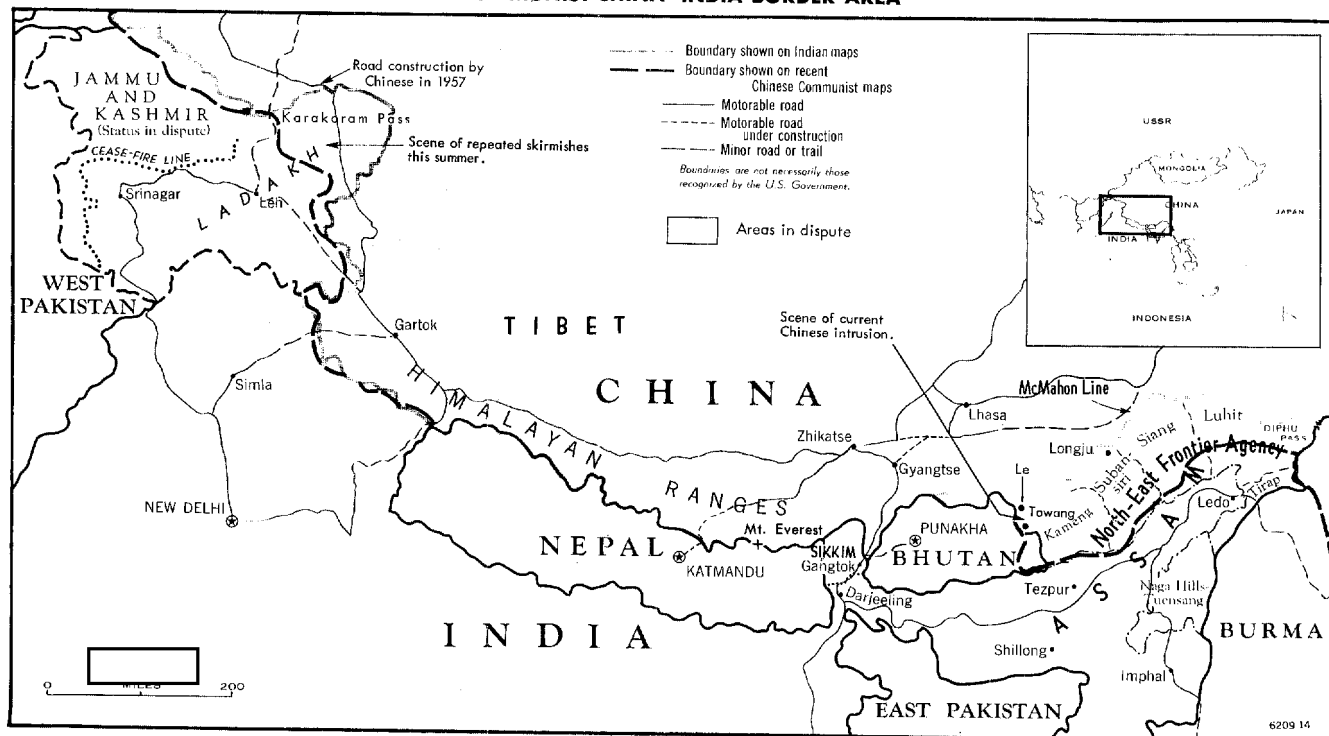 CHINA-INDIA BORDER AREA
Road construction by
Chinese in 1957
JAMMU
AND
KASHMIR
(Status in dispute)
CEASE-FIRE LINE
Karakoram Pass
Scene of repeated skirmishes
this summer.
Srinagar
LADAKH
Leh
WEST
PAKISTAN
Boundary shown on Indian maps
Boundary shown on recent
Chinese Communist maps
Motorable road
Motorable road
under construction
Minor road or trail
Boundaries are not necessarily those
recognized by the U.S. Government.
Areas in dispute
USSR
MONGOLIA
CHINA
JAPAN
INDIA
INDONESIA
Gartok
TIBET
Simla
CHINA
HIMALAYAN
RANGES
Scene of current
Chinese intrusion.
McMahon Line
Lhasa
Zhikatse
Gyangtse
Longju
Le
Towang
Kameng
Suban-
siri
Siang
Luhit
DIPHU
PASS
North-East Frontier Agency
Tirap
Ledo
NEW DELHI
NEPAL
Mt. Everest
KATMANDU
SIKKIM
Gangtok
PUNAKHA
BHUTAN
Darjeeling
Tezpur
ASSAM
Naga Hills-
Tuensang
BURMA
INDIA
Shillong
Imphal
EAST PAKISTAN
0
MILES
200
6209 14